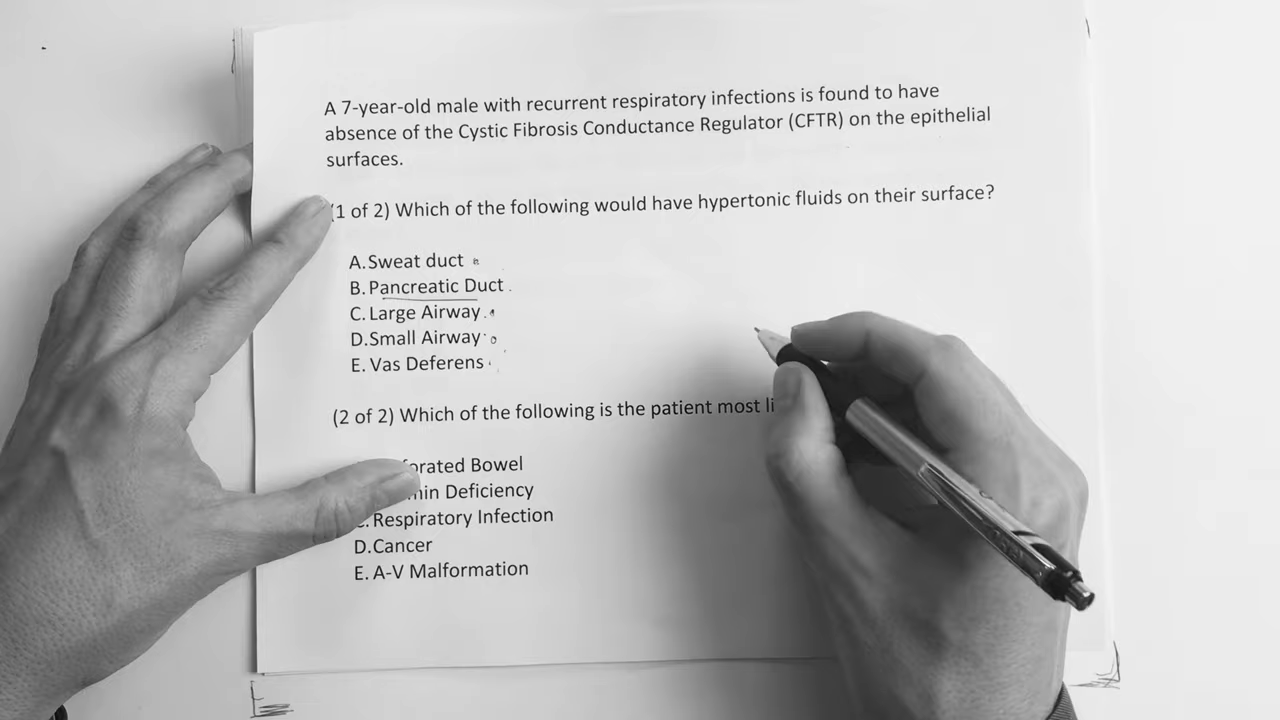 A 7-year-old male with recurrent respiratory infections is found to have
absence of the Cystic Fibrosis Conductance Regulator (CFTR) on the epithelial
surfaces.
(1 of 2) Which of the following would have hypertonic fluids on their surface?
A. Sweat duct
B. Pancreatic Duct
C. Large Airway
D. Small Airway
E. Vas Deferens
(2 of 2) Which of the following is the patient most
Bowel
Deficiency
Respiratory Infection
D. Cancer
E. A-V Malformation